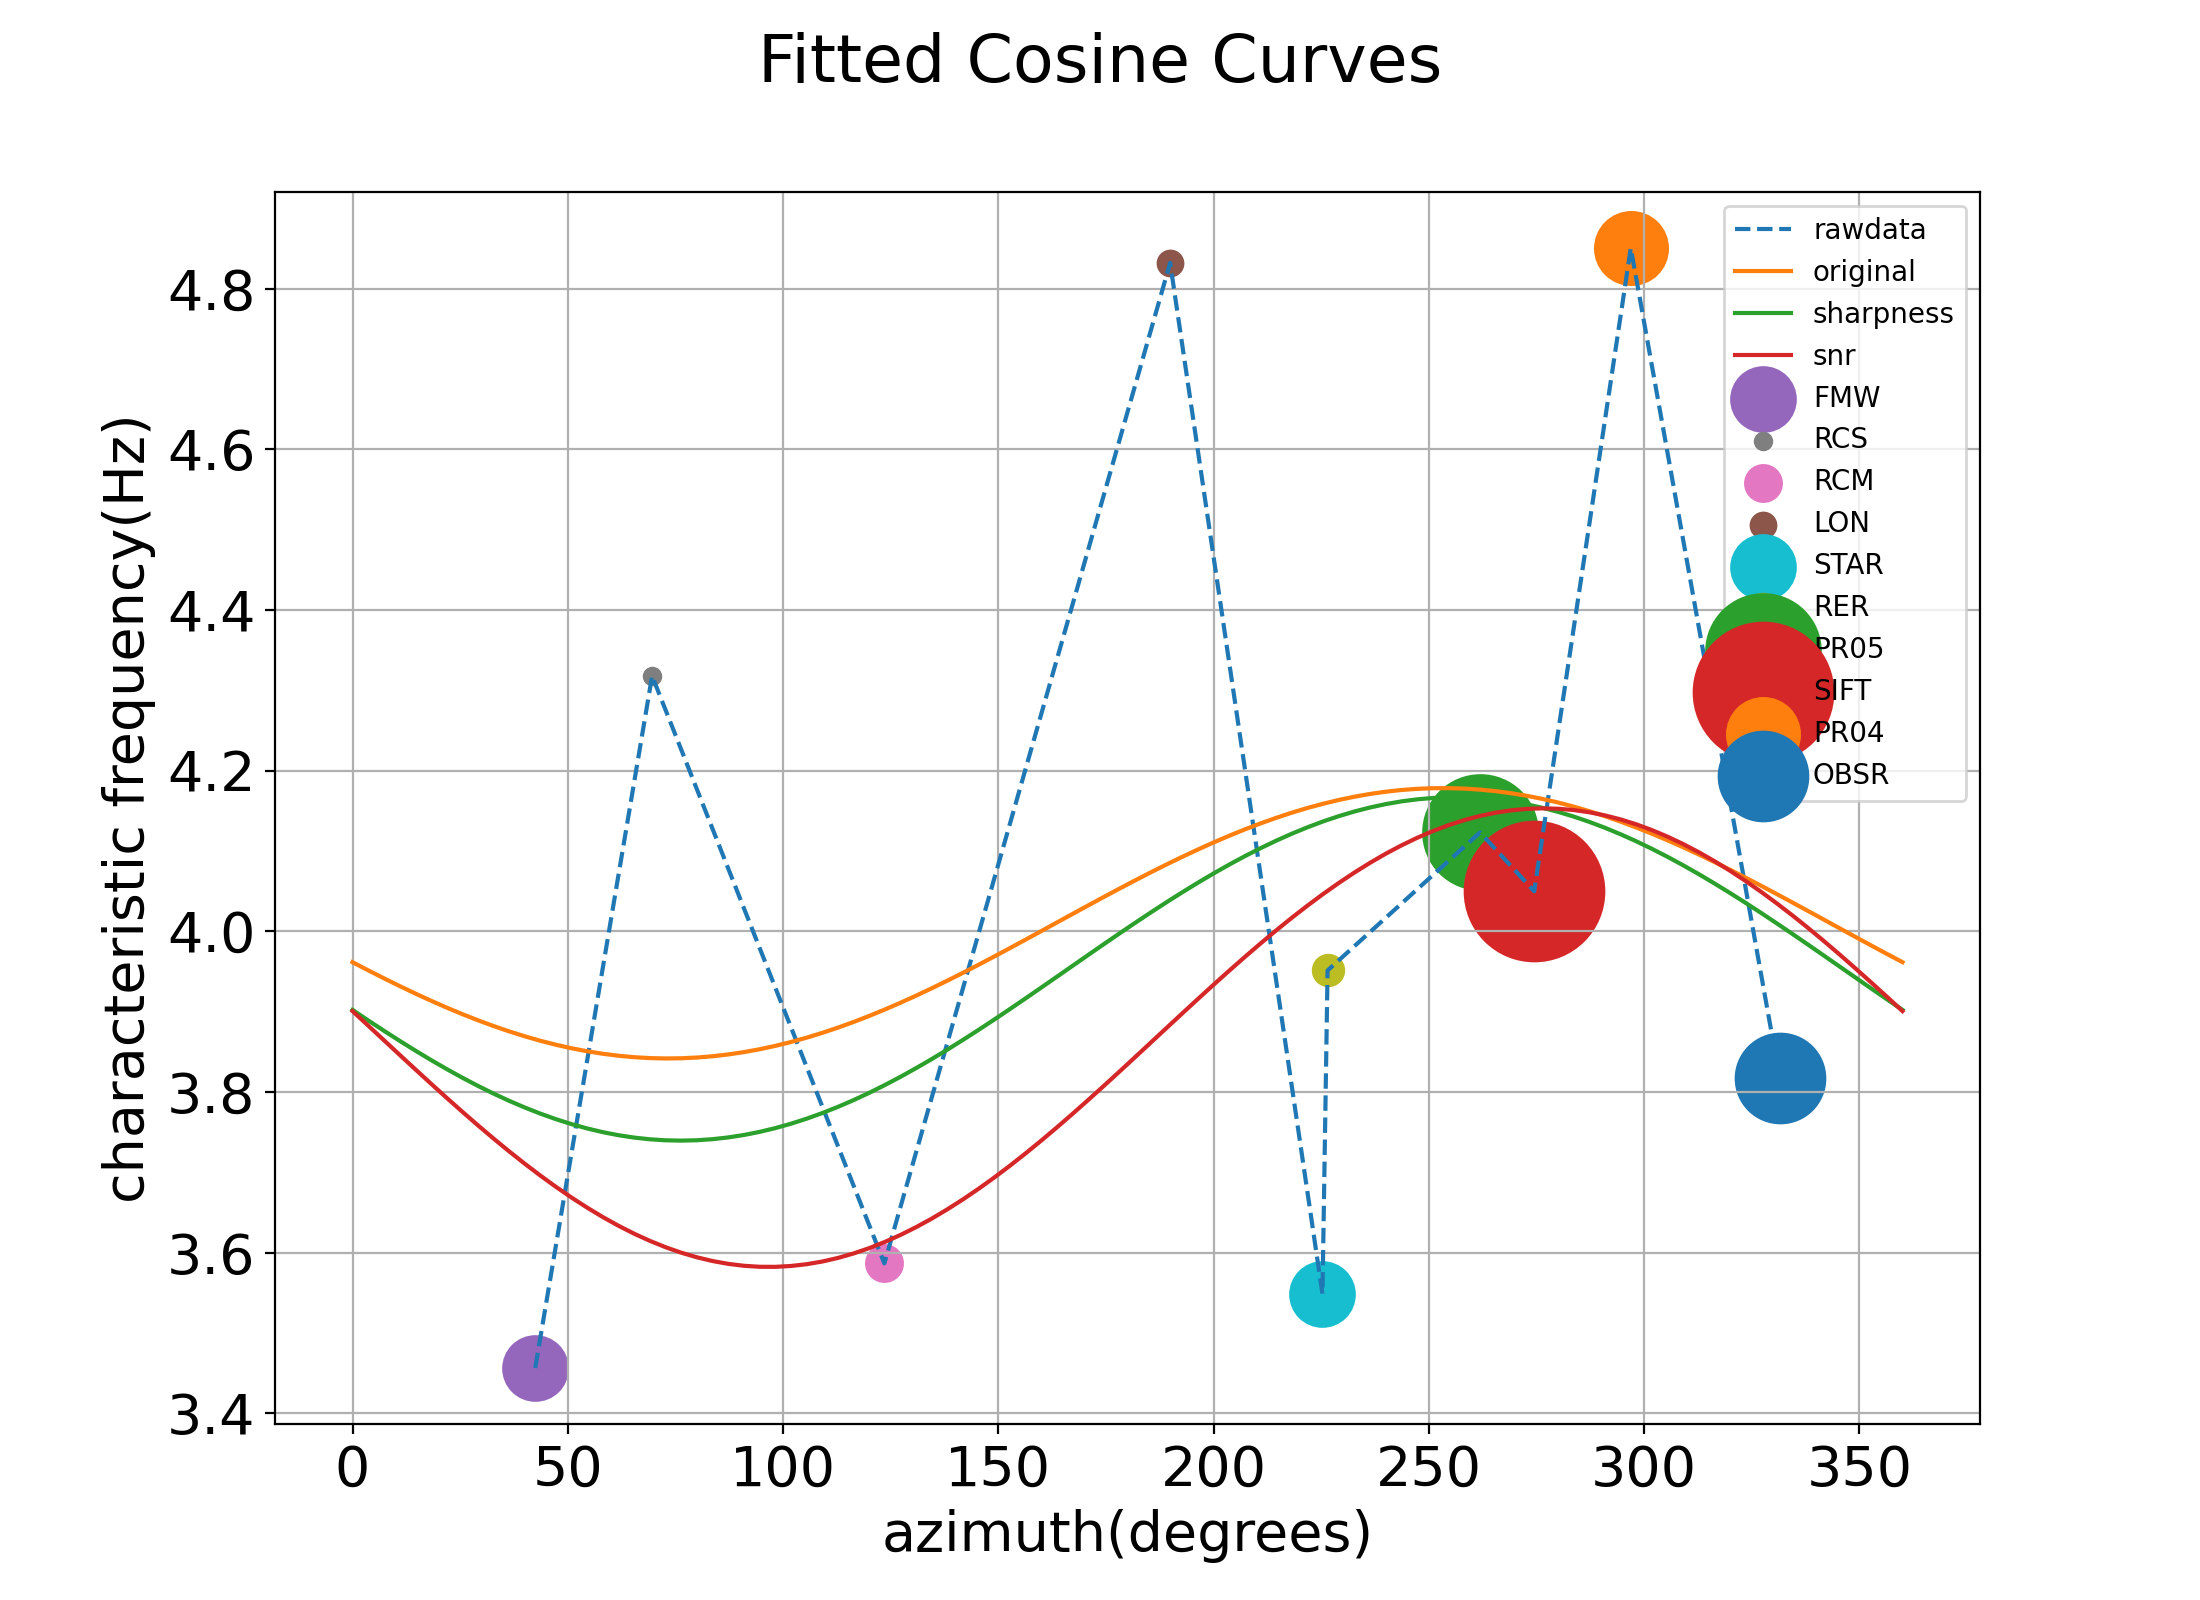 Fitted Cosine Curves
characteristic frequency(Hz)
4.8
4.6
4.4
4.2
4.0
3.8
3.6
3.4
rawdata
original
sharpness
snr
FMW
RCS
RCM
LON
STAR
RER
PR05
SIFT
PR04
OBSR
0 50 100 150 200 250 300 350
azimuth(degrees)